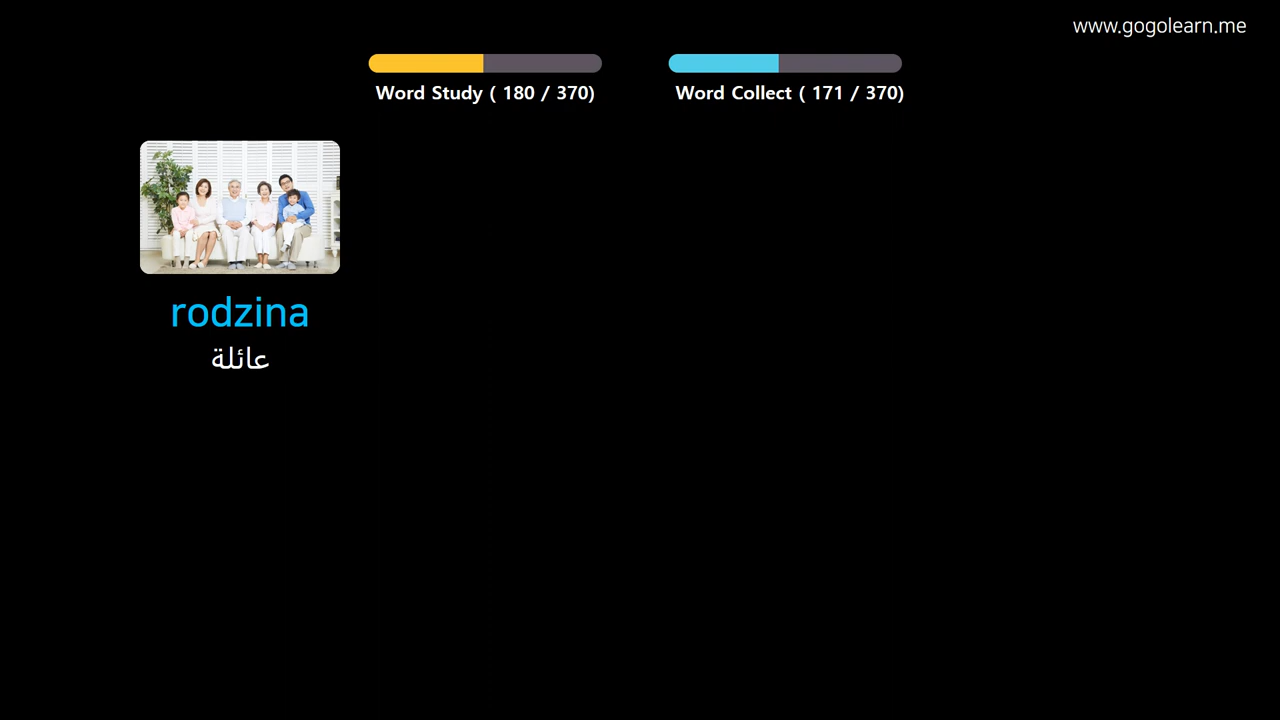 www.gogolearn.me
Word Study ( 180 / 370)
Word Collect ( 171 / 370)
rodzina
عائلة